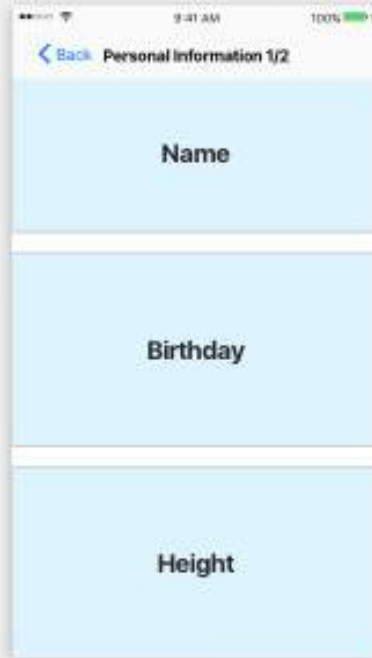 9:41 AM
100%
Back Personal Information 1/2
Name
Birthday
Height